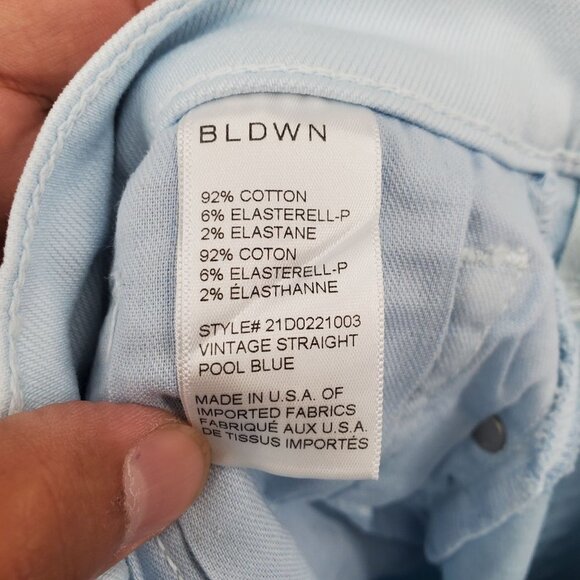 BLDWN
92% COTTON
6% ELASTERELL-P
2% ELASTANE
92% COTON
6% ELASTERELL-P
2% ÉLASTHANNE
STYLE# 21D0221003
VINTAGE STRAIGHT
POOL BLUE
MADE IN U.S.A. OF
IMPORTED FABRICS
FABRIQUÉ AUX U.S.A.
DE TISSUS IMPORTÉS